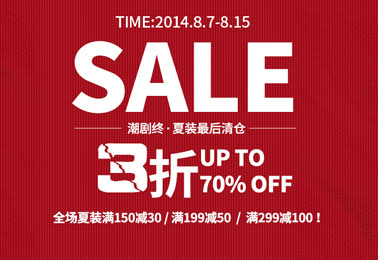 TIME:2014.8.7-8.15
SALE
潮剧终·夏装最后清仓
3折 UP TO
70% OFF
全场夏装满150减30 / 满199减50 / 满299减100！